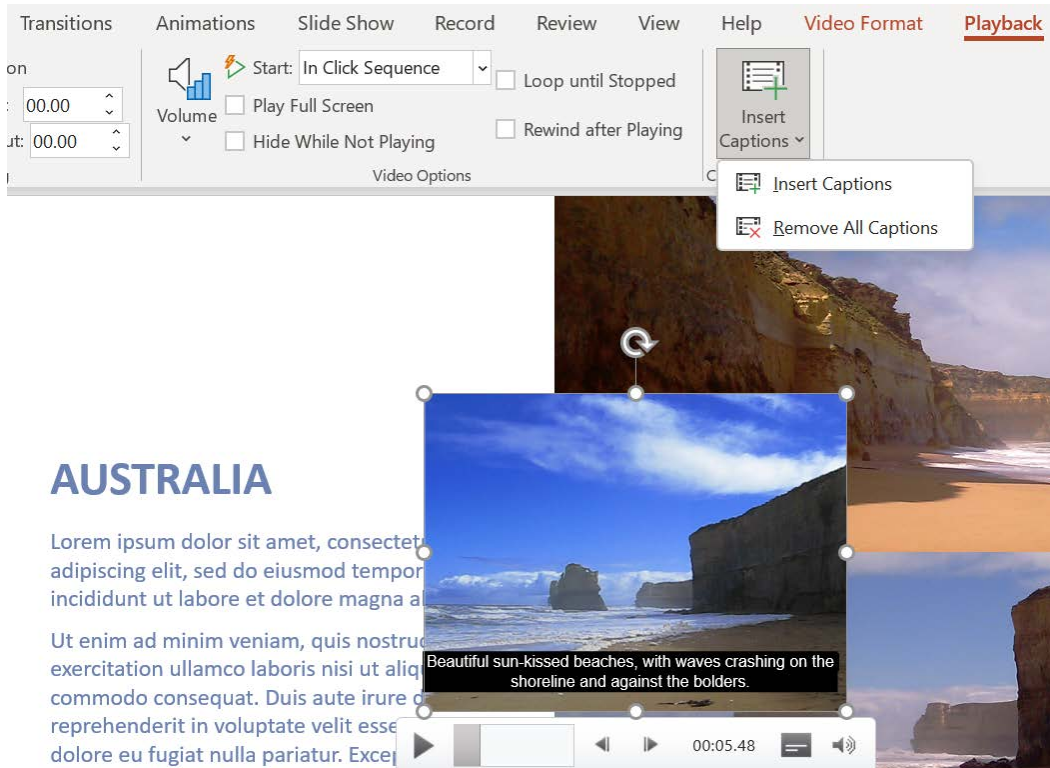 Transitions Animations Slide Show Record Review View Help Video Format Playback
on
00.00
ut: 00.00
Volume
Start: In Click Sequence
Play Full Screen
Hide While Not Playing
Loop until Stopped
Rewind after Playing
Video Options
Insert
Captions
C
Insert Captions
Remove All Captions
AUSTRALIA
Lorem ipsum dolor sit amet, consectetu
adipiscing elit, sed do eiusmod tempor
incididunt ut labore et dolore magna al
Ut enim ad minim veniam, quis nostrud
exercitation ullamco laboris nisi ut aliqu
commodo consequat. Duis aute irure d
reprehenderit in voluptate velit esse
dolore eu fugiat nulla pariatur. Excep
Beautiful sun-kissed beaches, with waves crashing on the
shoreline and against the bolders.
00:05.48